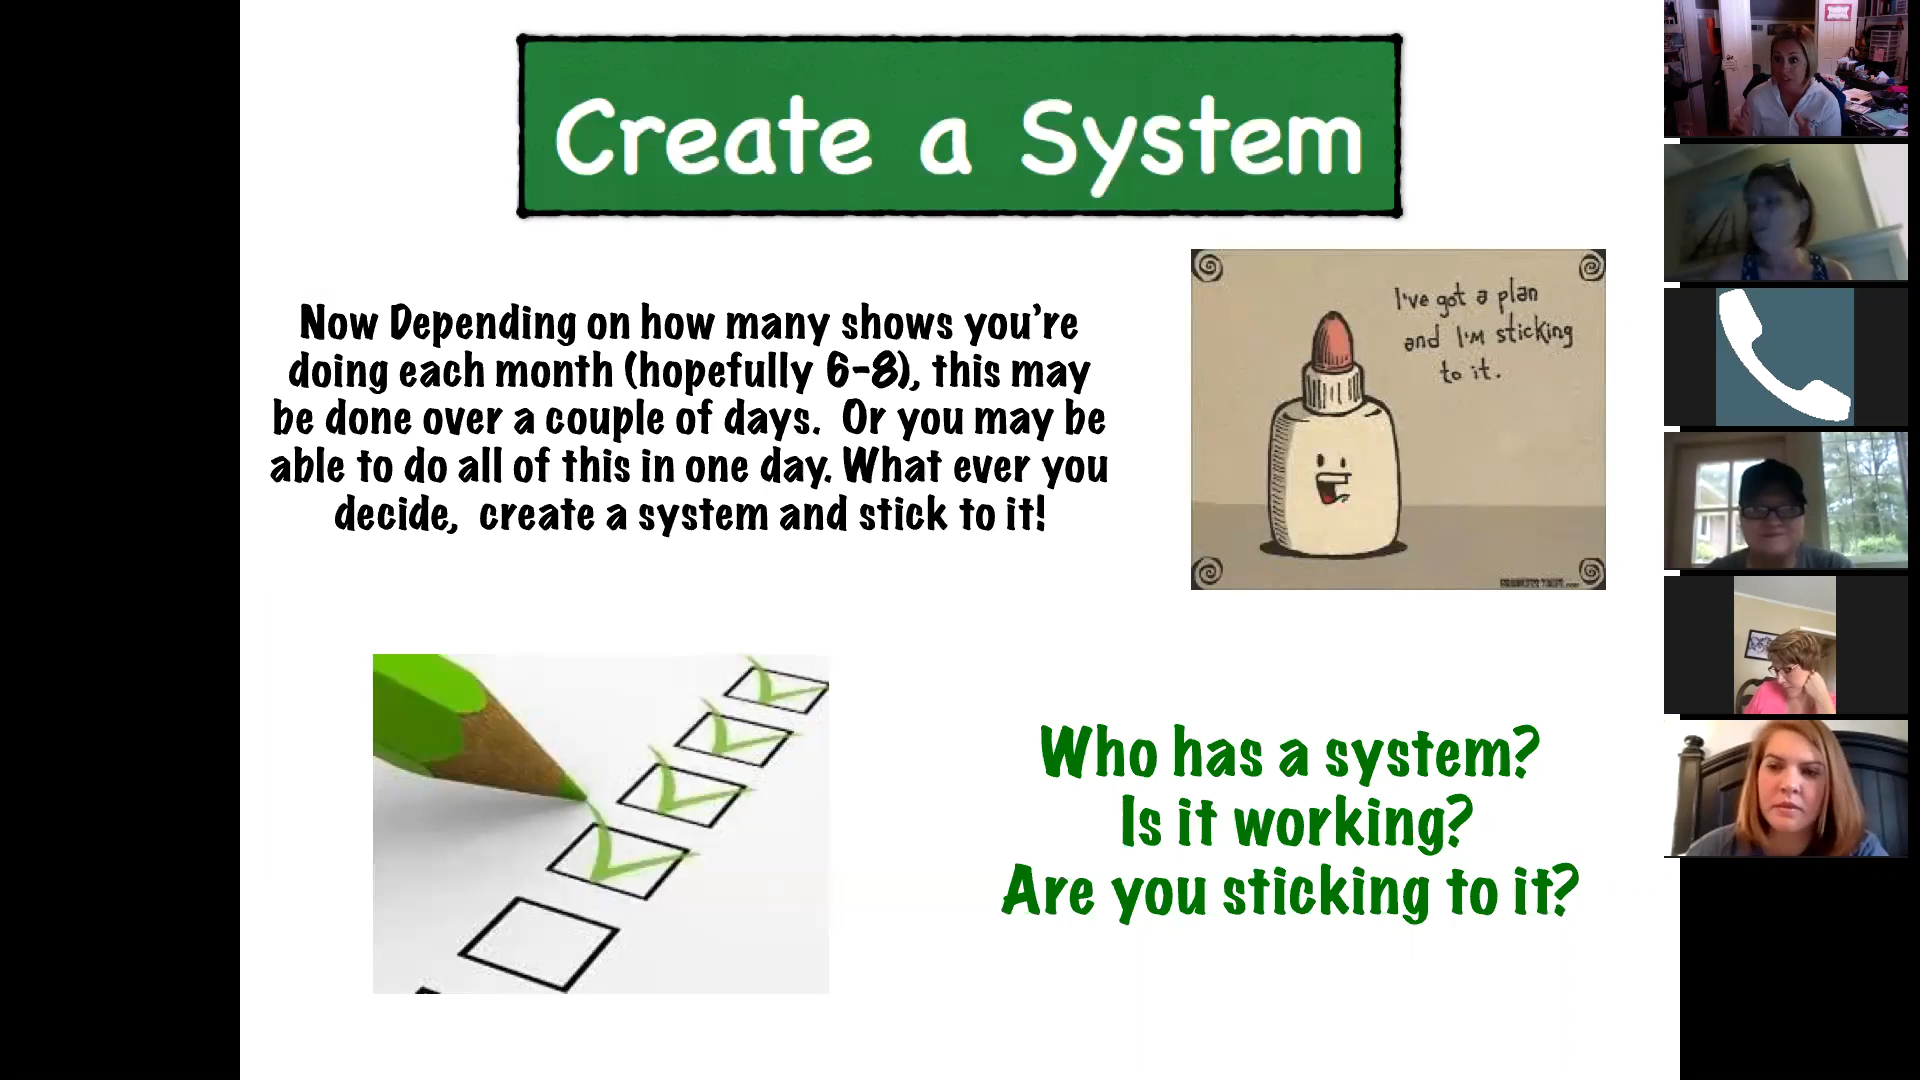 Create a System
Now Depending on how many shows you're
doing each month (hopefully 6-8), this may
be done over a couple of days. Or you may be
able to do all of this in one day. What ever you
decide, create a system and stick to it!
I've got a plan
and I'm sticking
to it.
Who has a system?
Is it working?
Are you sticking to it?